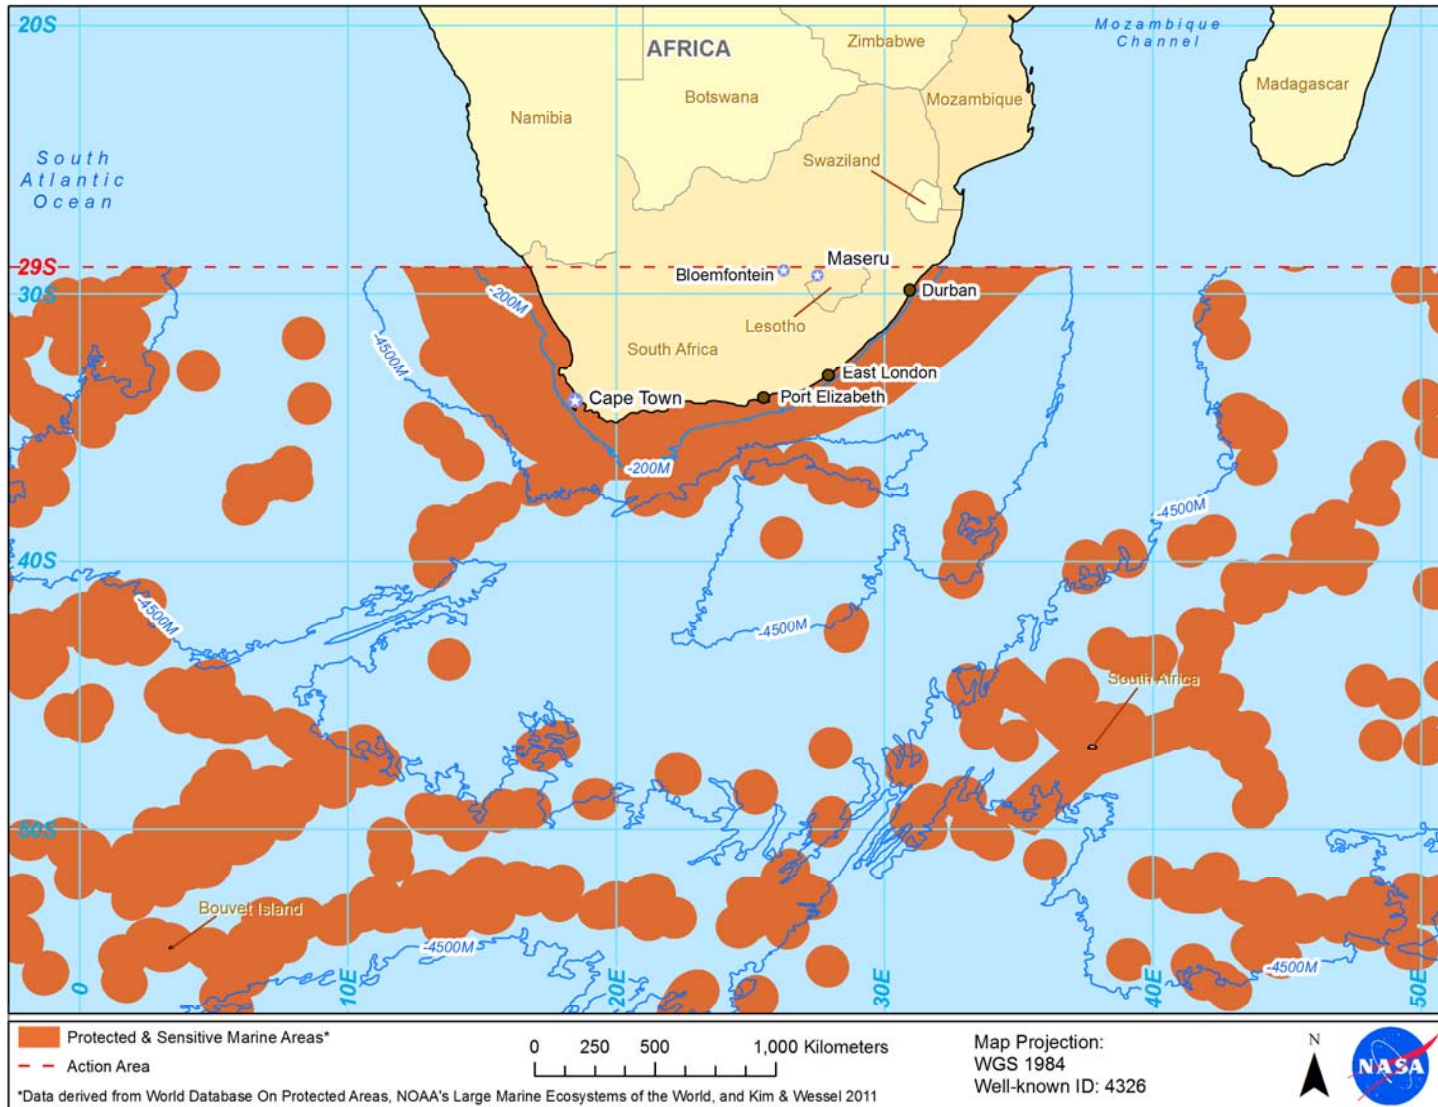 20S
AFRICA
Zimbabwe
Mozambique
Channel
Madagascar
Botswana
Mozambique
Namibia
South
Atlantic
Ocean
Swaziland
29S
Maseru
Bloemfontein
30S
-200M
Durban
Lesotho
-4500M
South Africa
East London
Cape Town
Port Elizabeth
-200M
-4500M
40S
-4500M
-4500M
South Africa
50S
Bouvet Island
-4500M
-4500M
0
10E
20E
30E
40E
50E
Protected & Sensitive Marine Areas*
Action Area
*Data derived from World Database On Protected Areas, NOAA's Large Marine Ecosystems of the World, and Kim & Wessel 2011
0 250 500 1,000 Kilometers
Map Projection:
WGS 1984
Well-known ID: 4326
N
NASA